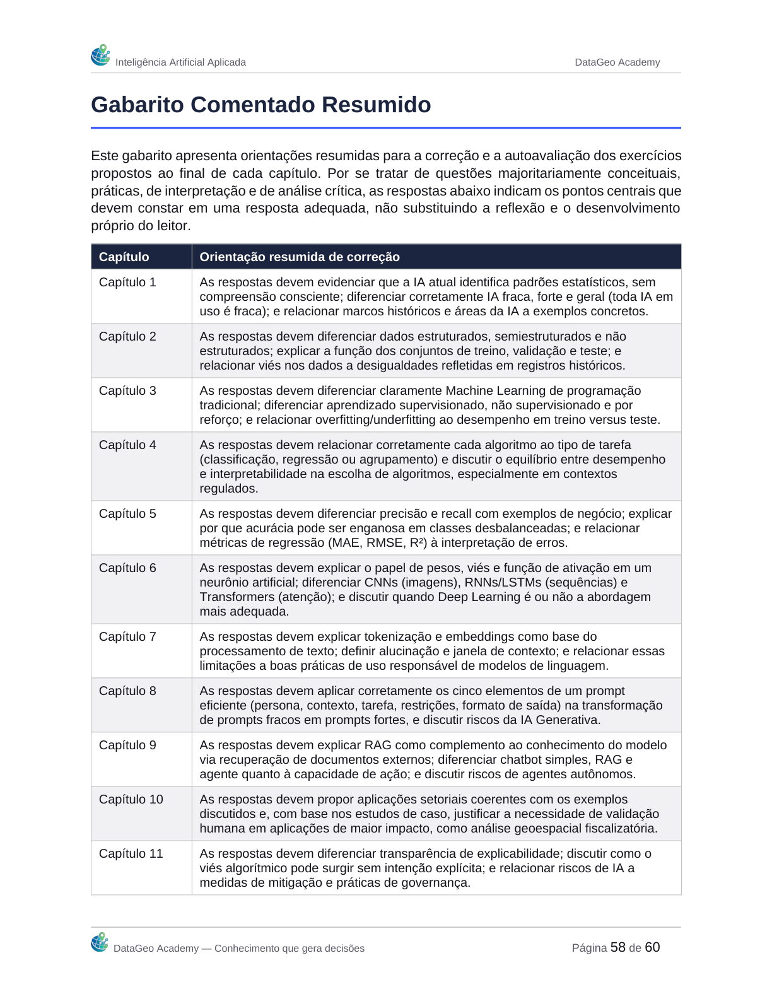 Inteligência Artificial Aplicada DataGeo Academy
Gabarito Comentado Resumido
Este gabarito apresenta orientações resumidas para a correção e a autoavaliação dos exercícios
propostos ao final de cada capítulo. Por se tratar de questões majoritariamente conceituais,
práticas, de interpretação e de análise crítica, as respostas abaixo indicam os pontos centrais que
devem constar em uma resposta adequada, não substituindo a reflexão e o desenvolvimento
próprio do leitor.
Capítulo Orientação resumida de correção
Capítulo 1 As respostas devem evidenciar que a IA atual identifica padrões estatísticos, sem
compreensão consciente; diferenciar corretamente IA fraca, forte e geral (toda IA em
uso é fraca); e relacionar marcos históricos e áreas da IA a exemplos concretos.
Capítulo 2 As respostas devem diferenciar dados estruturados, semiestruturados e não
estruturados; explicar a função dos conjuntos de treino, validação e teste; e
relacionar viés nos dados a desigualdades refletidas em registros históricos.
Capítulo 3 As respostas devem diferenciar claramente Machine Learning de programação
tradicional; diferenciar aprendizado supervisionado, não supervisionado e por
reforço; e relacionar overfitting/underfitting ao desempenho em treino versus teste.
Capítulo 4 As respostas devem relacionar corretamente cada algoritmo ao tipo de tarefa
(classificação, regressão ou agrupamento) e discutir o equilíbrio entre desempenho
e interpretabilidade na escolha de algoritmos, especialmente em contextos
regulados.
Capítulo 5 As respostas devem diferenciar precisão e recall com exemplos de negócio; explicar
por que acurácia pode ser enganosa em classes desbalanceadas; e relacionar
métricas de regressão (MAE, RMSE, R²) à interpretação de erros.
Capítulo 6 As respostas devem explicar o papel de pesos, viés e função de ativação em um
neurônio artificial; diferenciar CNNs (imagens), RNNs/LSTMs (sequências) e
Transformers (atenção); e discutir quando Deep Learning é ou não a abordagem
mais adequada.
Capítulo 7 As respostas devem explicar tokenização e embeddings como base do
processamento de texto; definir alucinação e janela de contexto; e relacionar essas
limitações a boas práticas de uso responsável de modelos de linguagem.
Capítulo 8 As respostas devem aplicar corretamente os cinco elementos de um prompt
eficiente (persona, contexto, tarefa, restrições, formato de saída) na transformação
de prompts fracos em prompts fortes, e discutir riscos da IA Generativa.
Capítulo 9 As respostas devem explicar RAG como complemento ao conhecimento do modelo
via recuperação de documentos externos; diferenciar chatbot simples, RAG e
agente quanto à capacidade de ação; e discutir riscos de agentes autônomos.
Capítulo 10 As respostas devem propor aplicações setoriais coerentes com os exemplos
discutidos e, com base nos estudos de caso, justificar a necessidade de validação
humana em aplicações de maior impacto, como análise geoespacial fiscalizatória.
Capítulo 11 As respostas devem diferenciar transparência de explicabilidade; discutir como o
viés algorítmico pode surgir sem intenção explícita; e relacionar riscos de IA a
medidas de mitigação e práticas de governança.
DataGeo Academy — Conhecimento que gera decisões Página 58 de 60